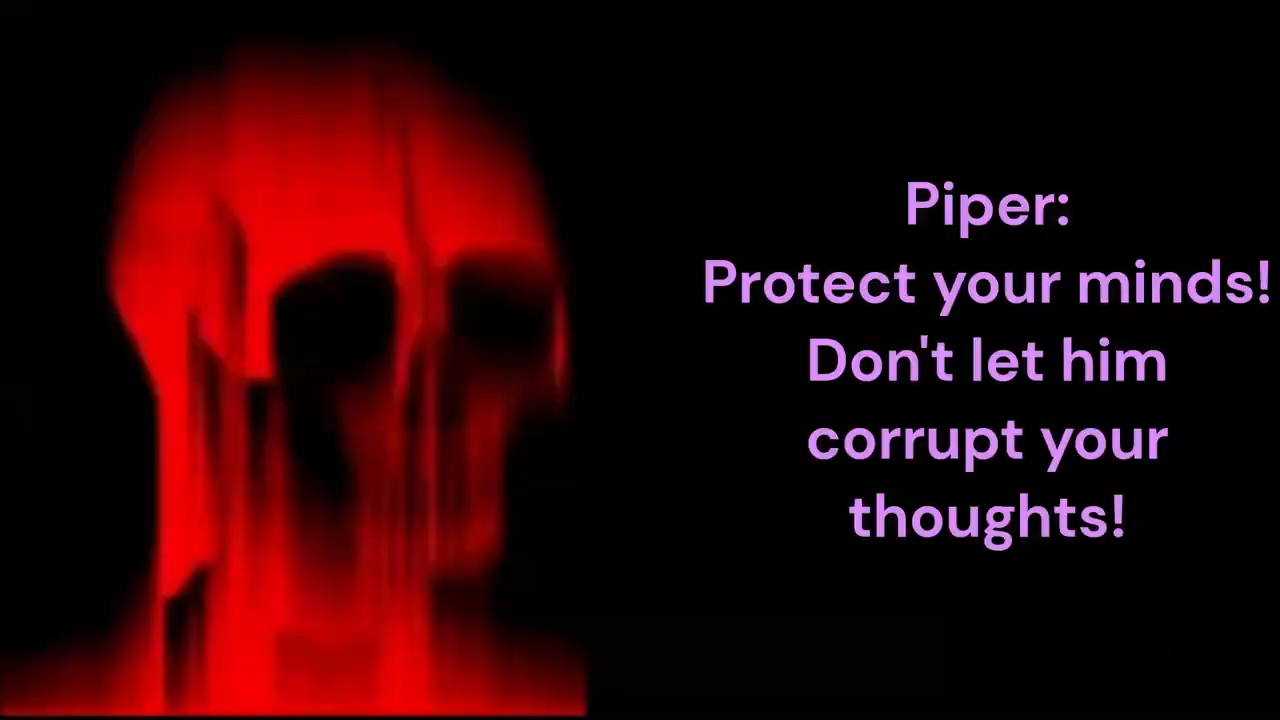 Piper:
Protect your minds!
Don't let him
corrupt your
thoughts!